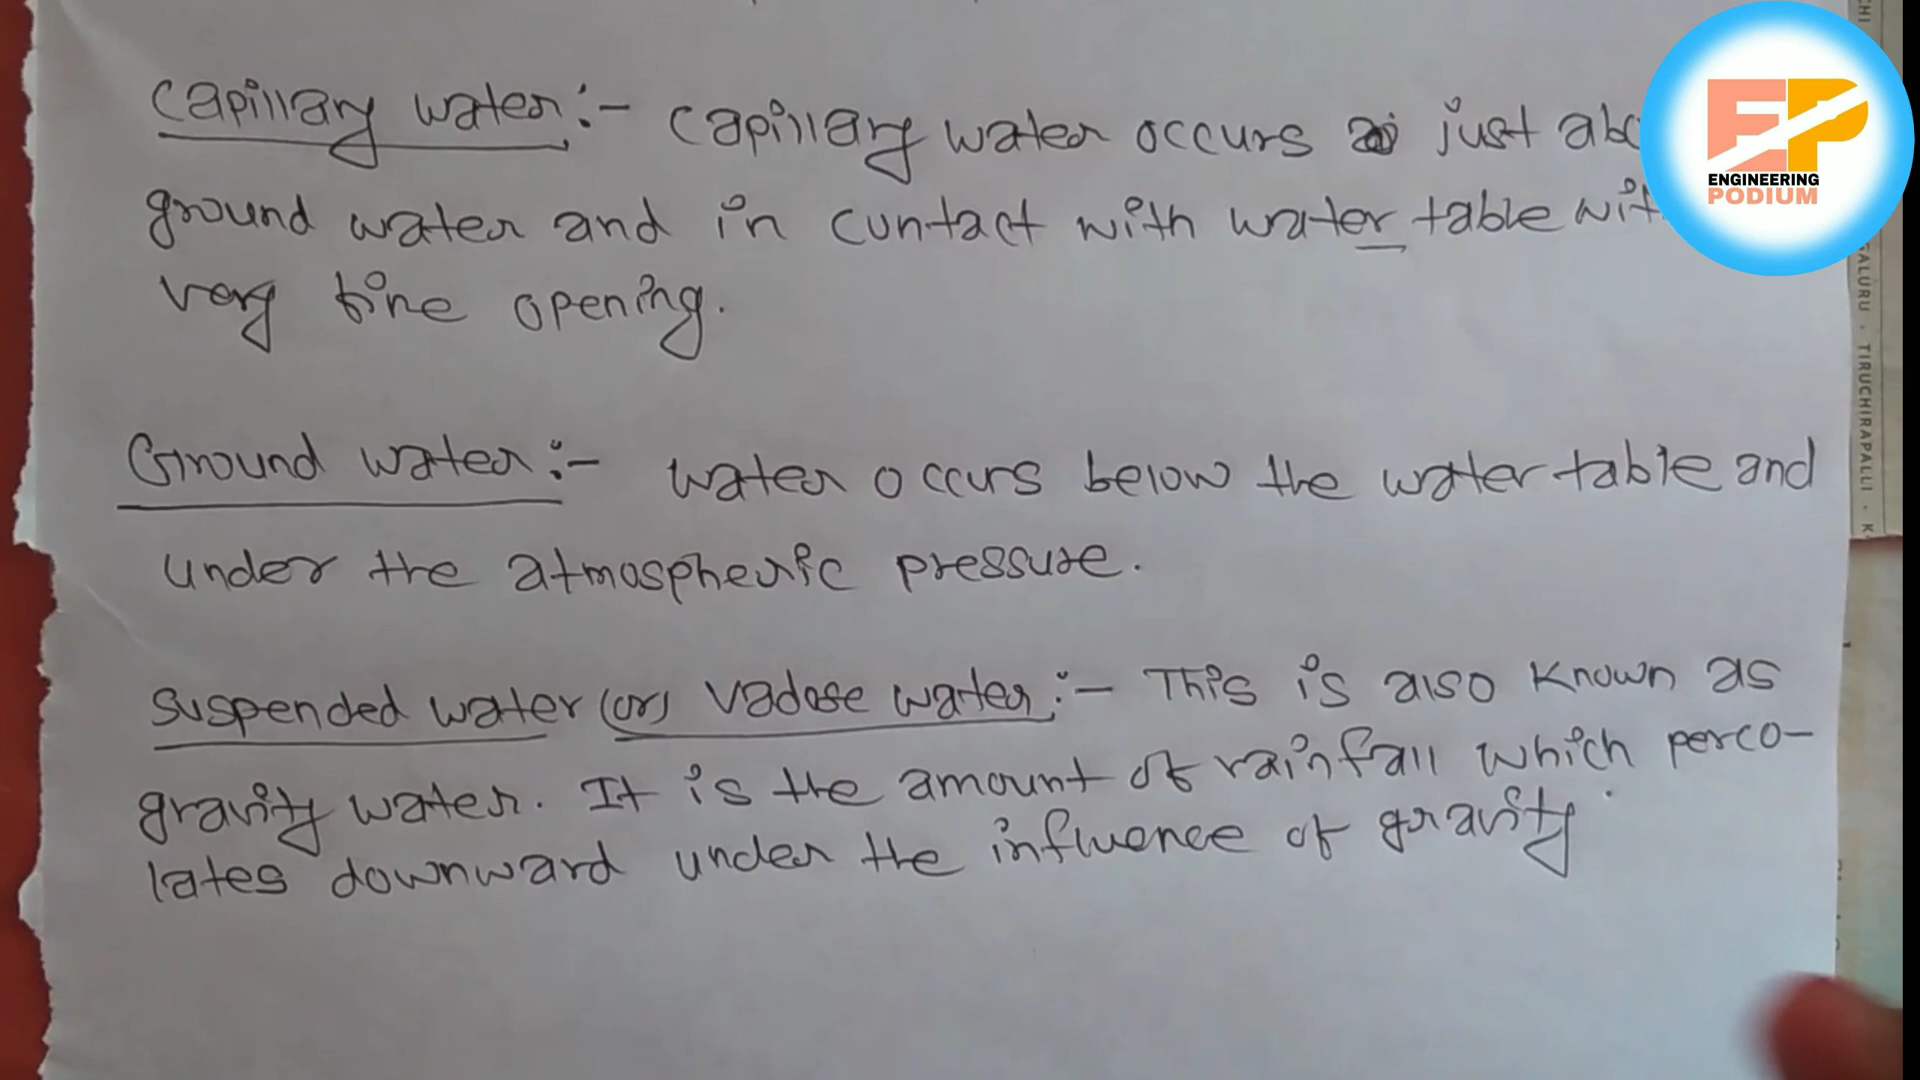 Capillary water:- Capillary water occurs just
ground water and in contact with water table
very fine opening.
Ground water:- water occurs below the water table and
under the atmospheric pressure.
Suspended water (or) Vadose water:- This is also known as
gravity water. It is the amount of rainfall which perco-
lates downward under the influence of gravity
EP
ENGINEERING
PODIUM
TIRUCHIRAPALLI